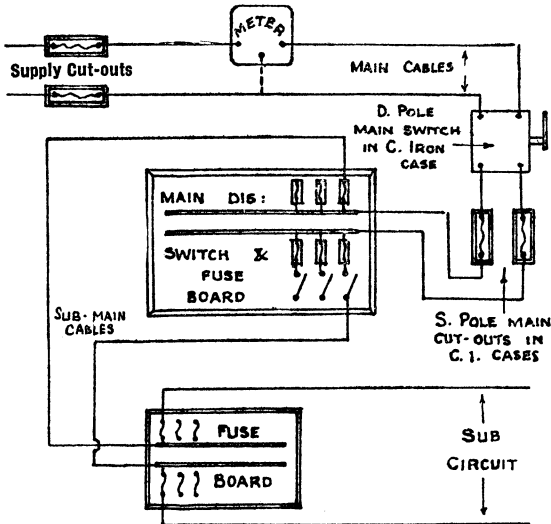 METER
Supply Cut-outs
MAIN CABLES
D. POLE
MAIN SWITCH
IN C. IRON
CASE
MAIN DIS:
SWITCH &
FUSE
BOARD
SUB-MAIN
CABLES
S. POLE MAIN
CUT-OUTS IN
C.I. CASES
FUSE
BOARD
SUB
CIRCUIT